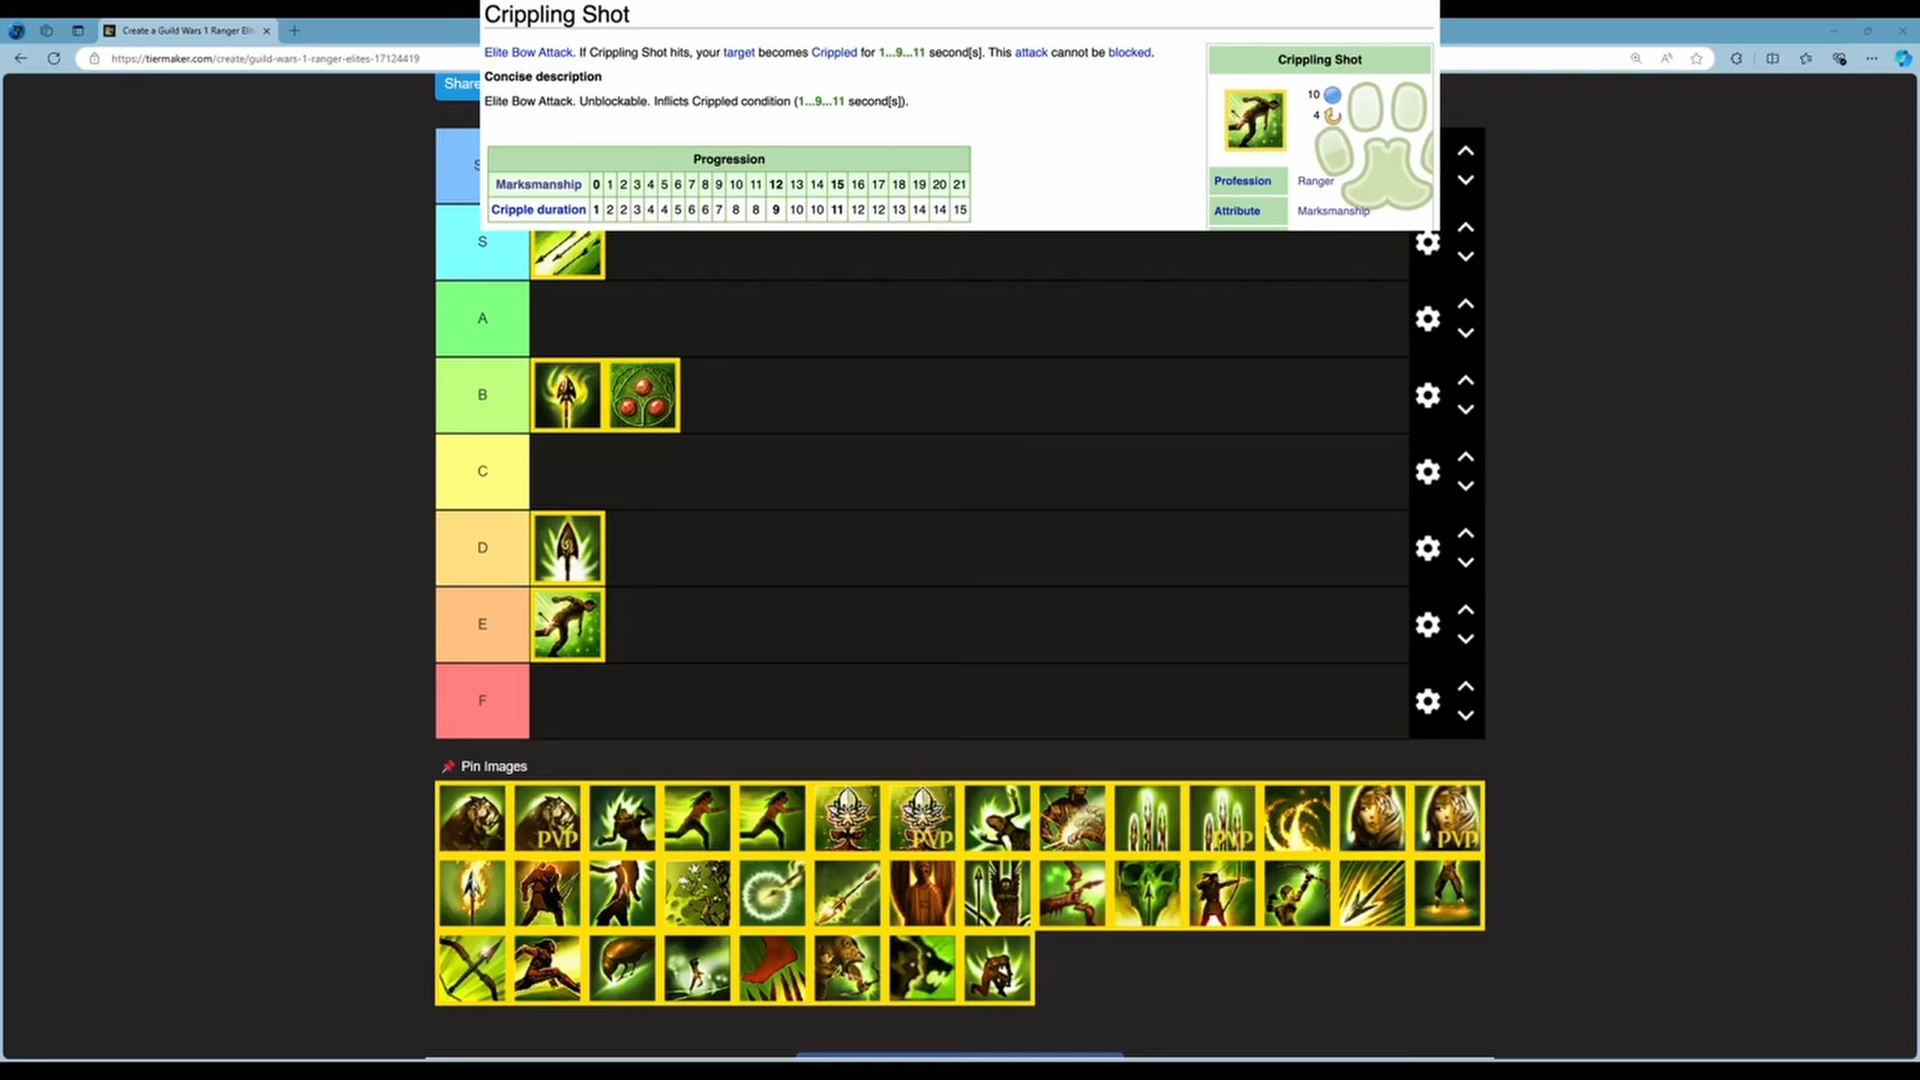 Crippling Shot
Create a Guild Wars 1 Ranger Elit
https://tiermaker.com/create/guild-wars-1-ranger-elites-17124419
Elite Bow Attack. If Crippling Shot hits, your target becomes Crippled for 1...9...11 second[s]. This attack cannot be blocked.
Concise description
Elite Bow Attack. Unblockable. Inflicts Crippled condition (1...9...11 second[s]).
Crippling Shot
10
4
Progression
Marksmanship 0 1 2 3 4 5 6 7 8 9 10 11 12 13 14 15 16 17 18 19 20 21
Cripple duration 1 2 2 3 4 4 5 6 6 7 8 8 9 10 10 11 12 12 13 14 14 15
Profession Ranger
Attribute Marksmanship
Share
S
S
A
B
C
D
E
F
Pin Images
PVP
PVP
PVP
PVP